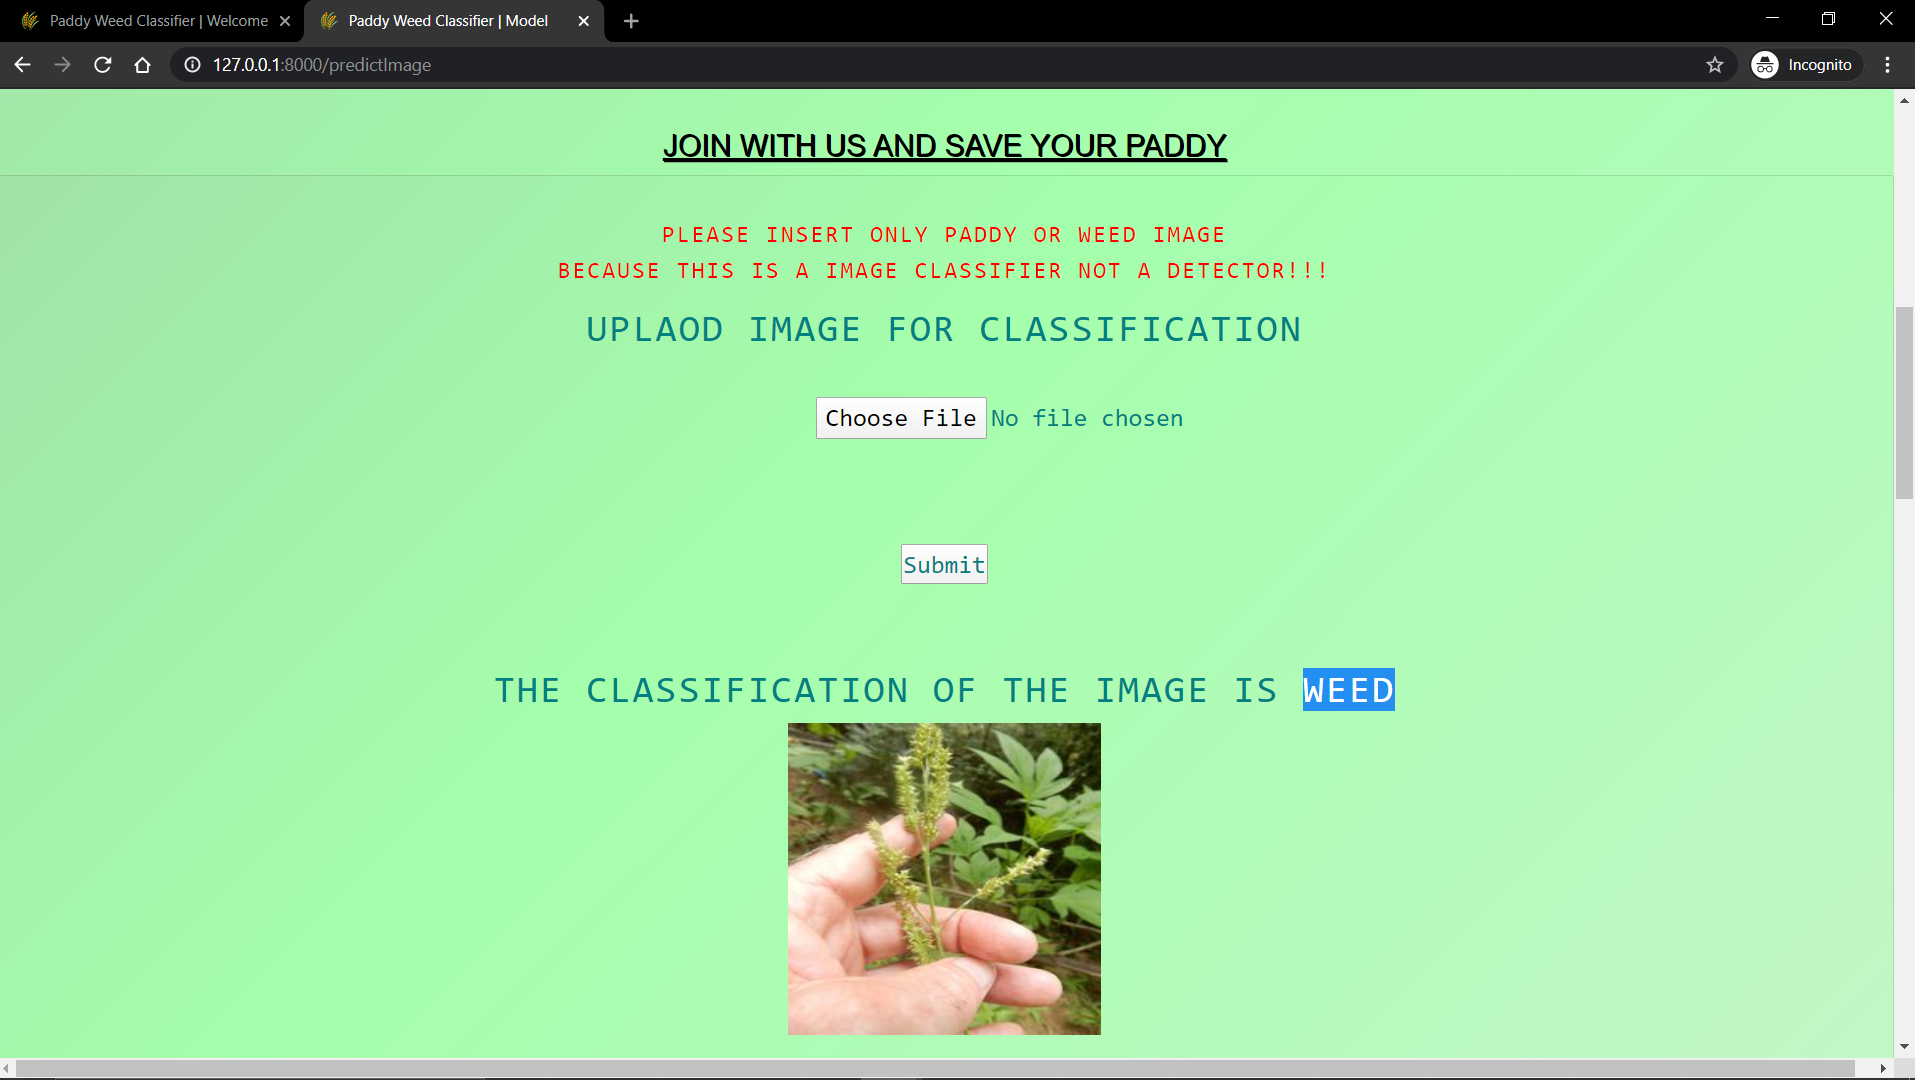 Paddy Weed Classifier | Welcome
Paddy Weed Classifier | Model
127.0.0.1:8000/predictImage
Incognito
JOIN WITH US AND SAVE YOUR PADDY
PLEASE INSERT ONLY PADDY OR WEED IMAGE
BECAUSE THIS IS A IMAGE CLASSIFIER NOT A DETECTOR!!!
UPLAOD IMAGE FOR CLASSIFICATION
Choose File No file chosen
Submit
THE CLASSIFICATION OF THE IMAGE IS WEED